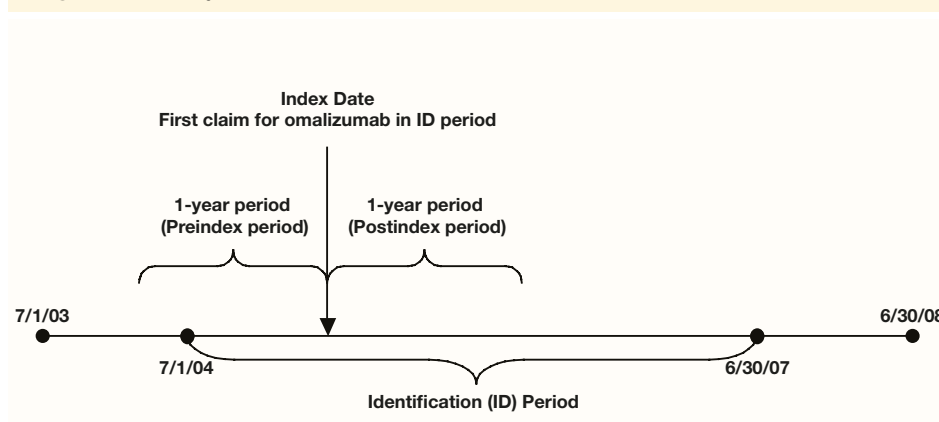 Index Date
First claim for omalizumab in ID period
1-year period
(Preindex period)
1-year period
(Postindex period)
7/1/03
6/30/08
7/1/04
6/30/07
Identification (ID) Period